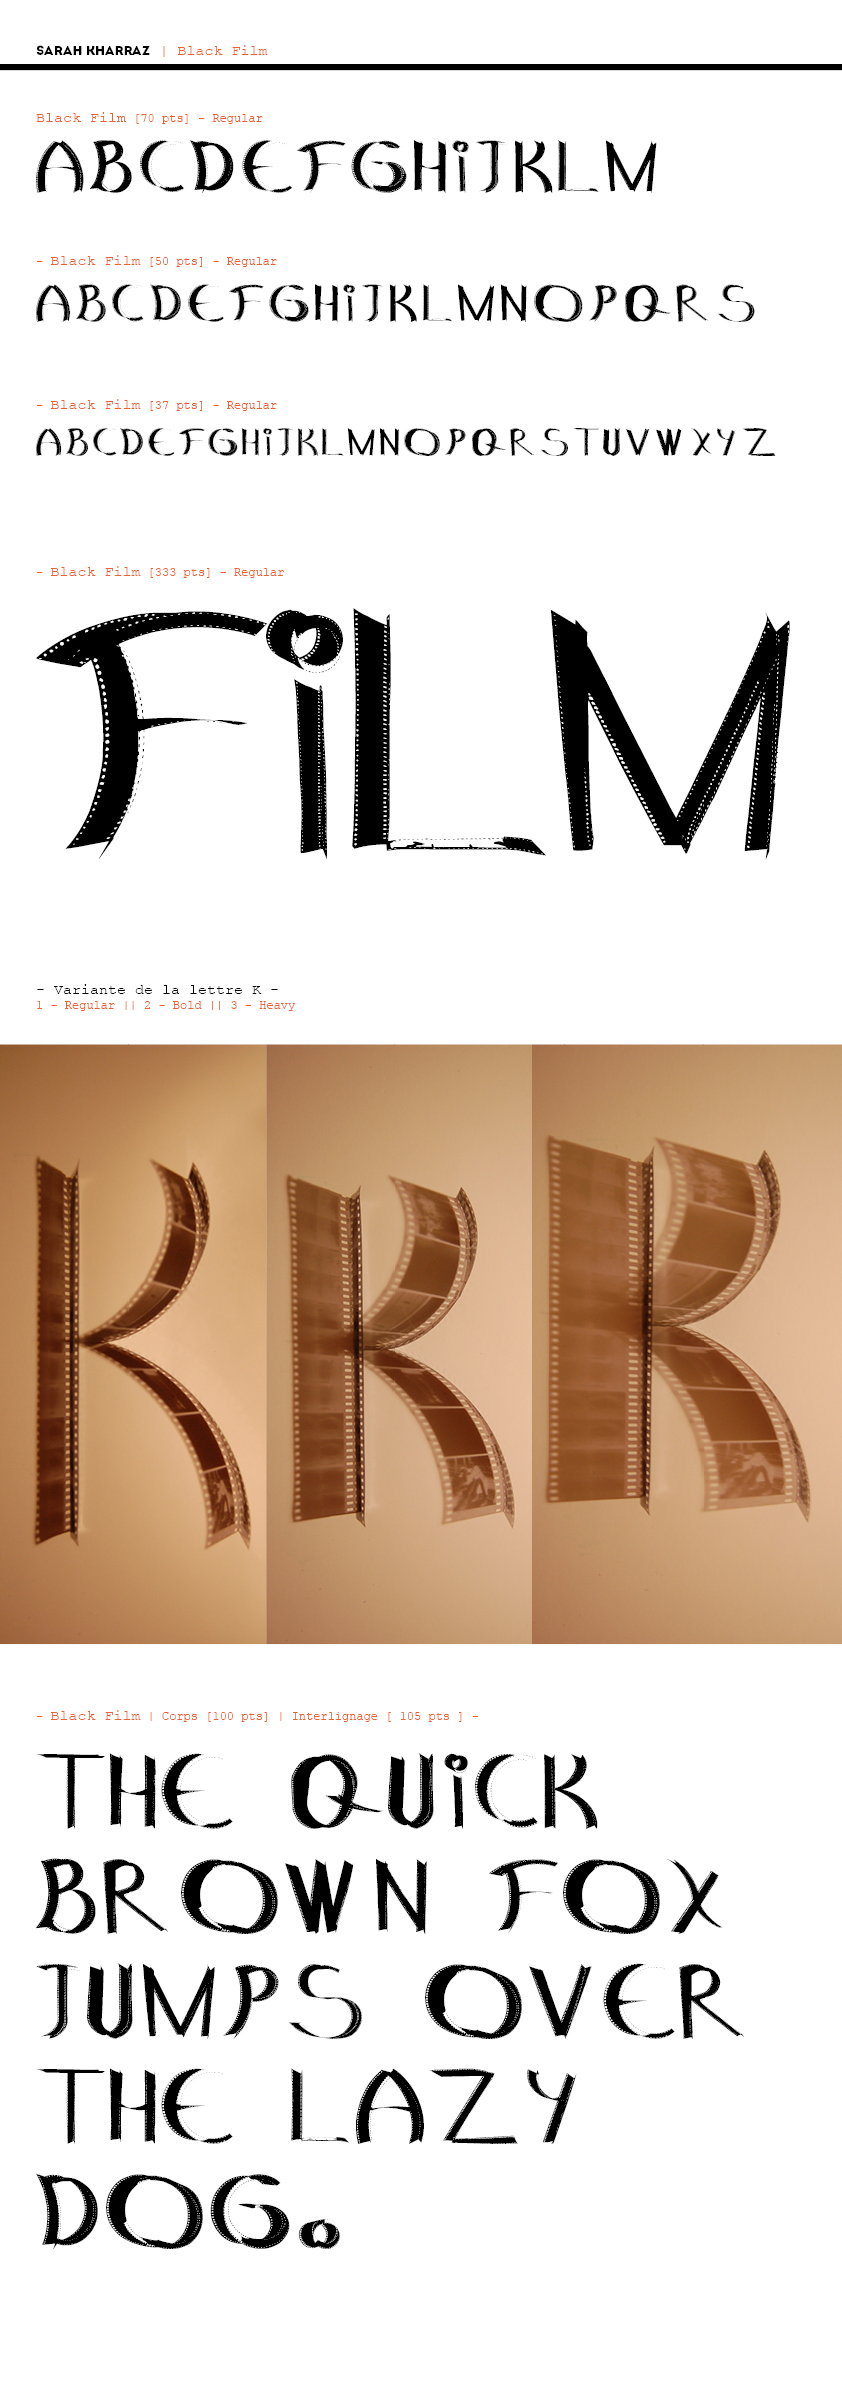 SARAH KHARRAZ | Black Film
Black Film [70 pts] - Regular
ABCDEFGHiJKLM
- Black Film [50 pts] - Regular
ABCDEFGHiJKLMNOPQRS
- Black Film [37 pts] - Regular
ABCDEFGHiJKLMNOPQRSTUVWXYZ
- Black Film [333 pts] - Regular
FiLM
- Variante de la lettre K -
1 - Regular || 2 - Bold || 3 - Heavy
K K K
- Black Film | Corps [100 pts] | Interlignage [ 105 pts ] -
THE QUiCK
BROWN FOX
JUMPS OVER
THE LAZY
DOG.